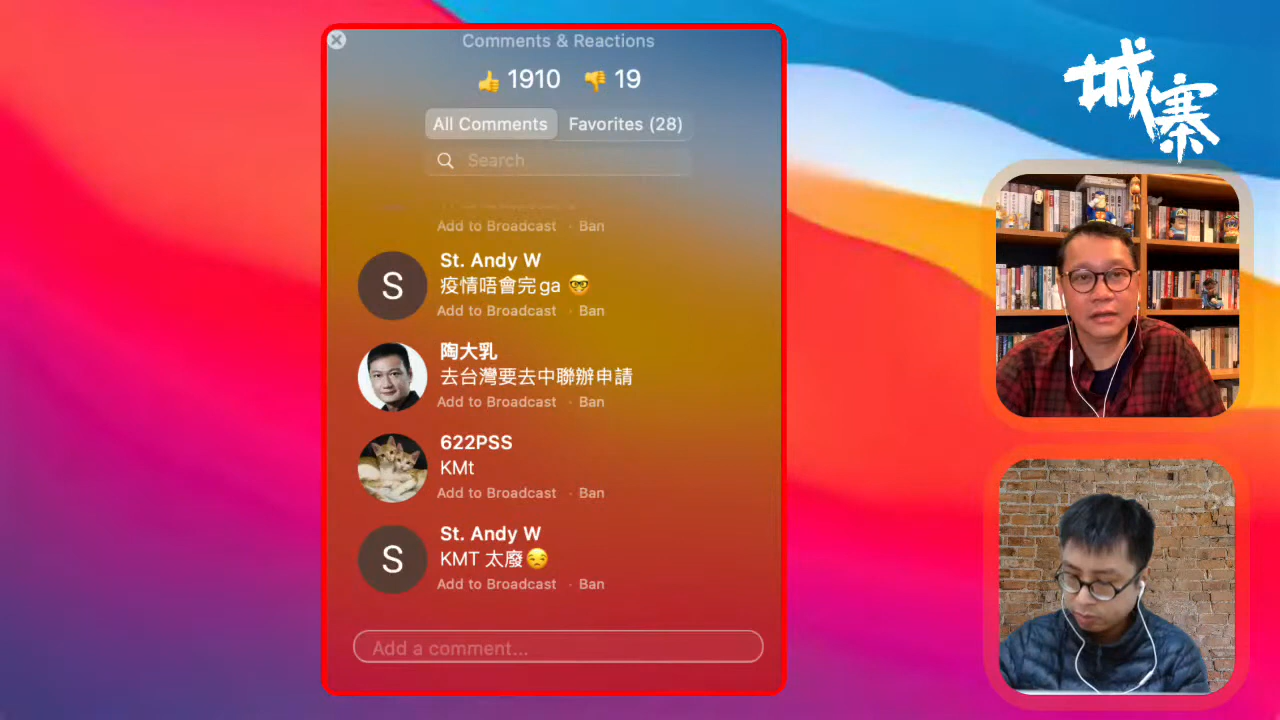 Comments & Reactions
👍 1910 👎 19
All Comments Favorites (28)
Search
Add to Broadcast · Ban
St. Andy W
疫情唔會完ga 🤓
Add to Broadcast · Ban
陶大乳
去台灣要去中聯辦申請
Add to Broadcast · Ban
622PSS
KMt
Add to Broadcast · Ban
St. Andy W
KMT 太廢😒
Add to Broadcast · Ban
Add a comment...
城寨